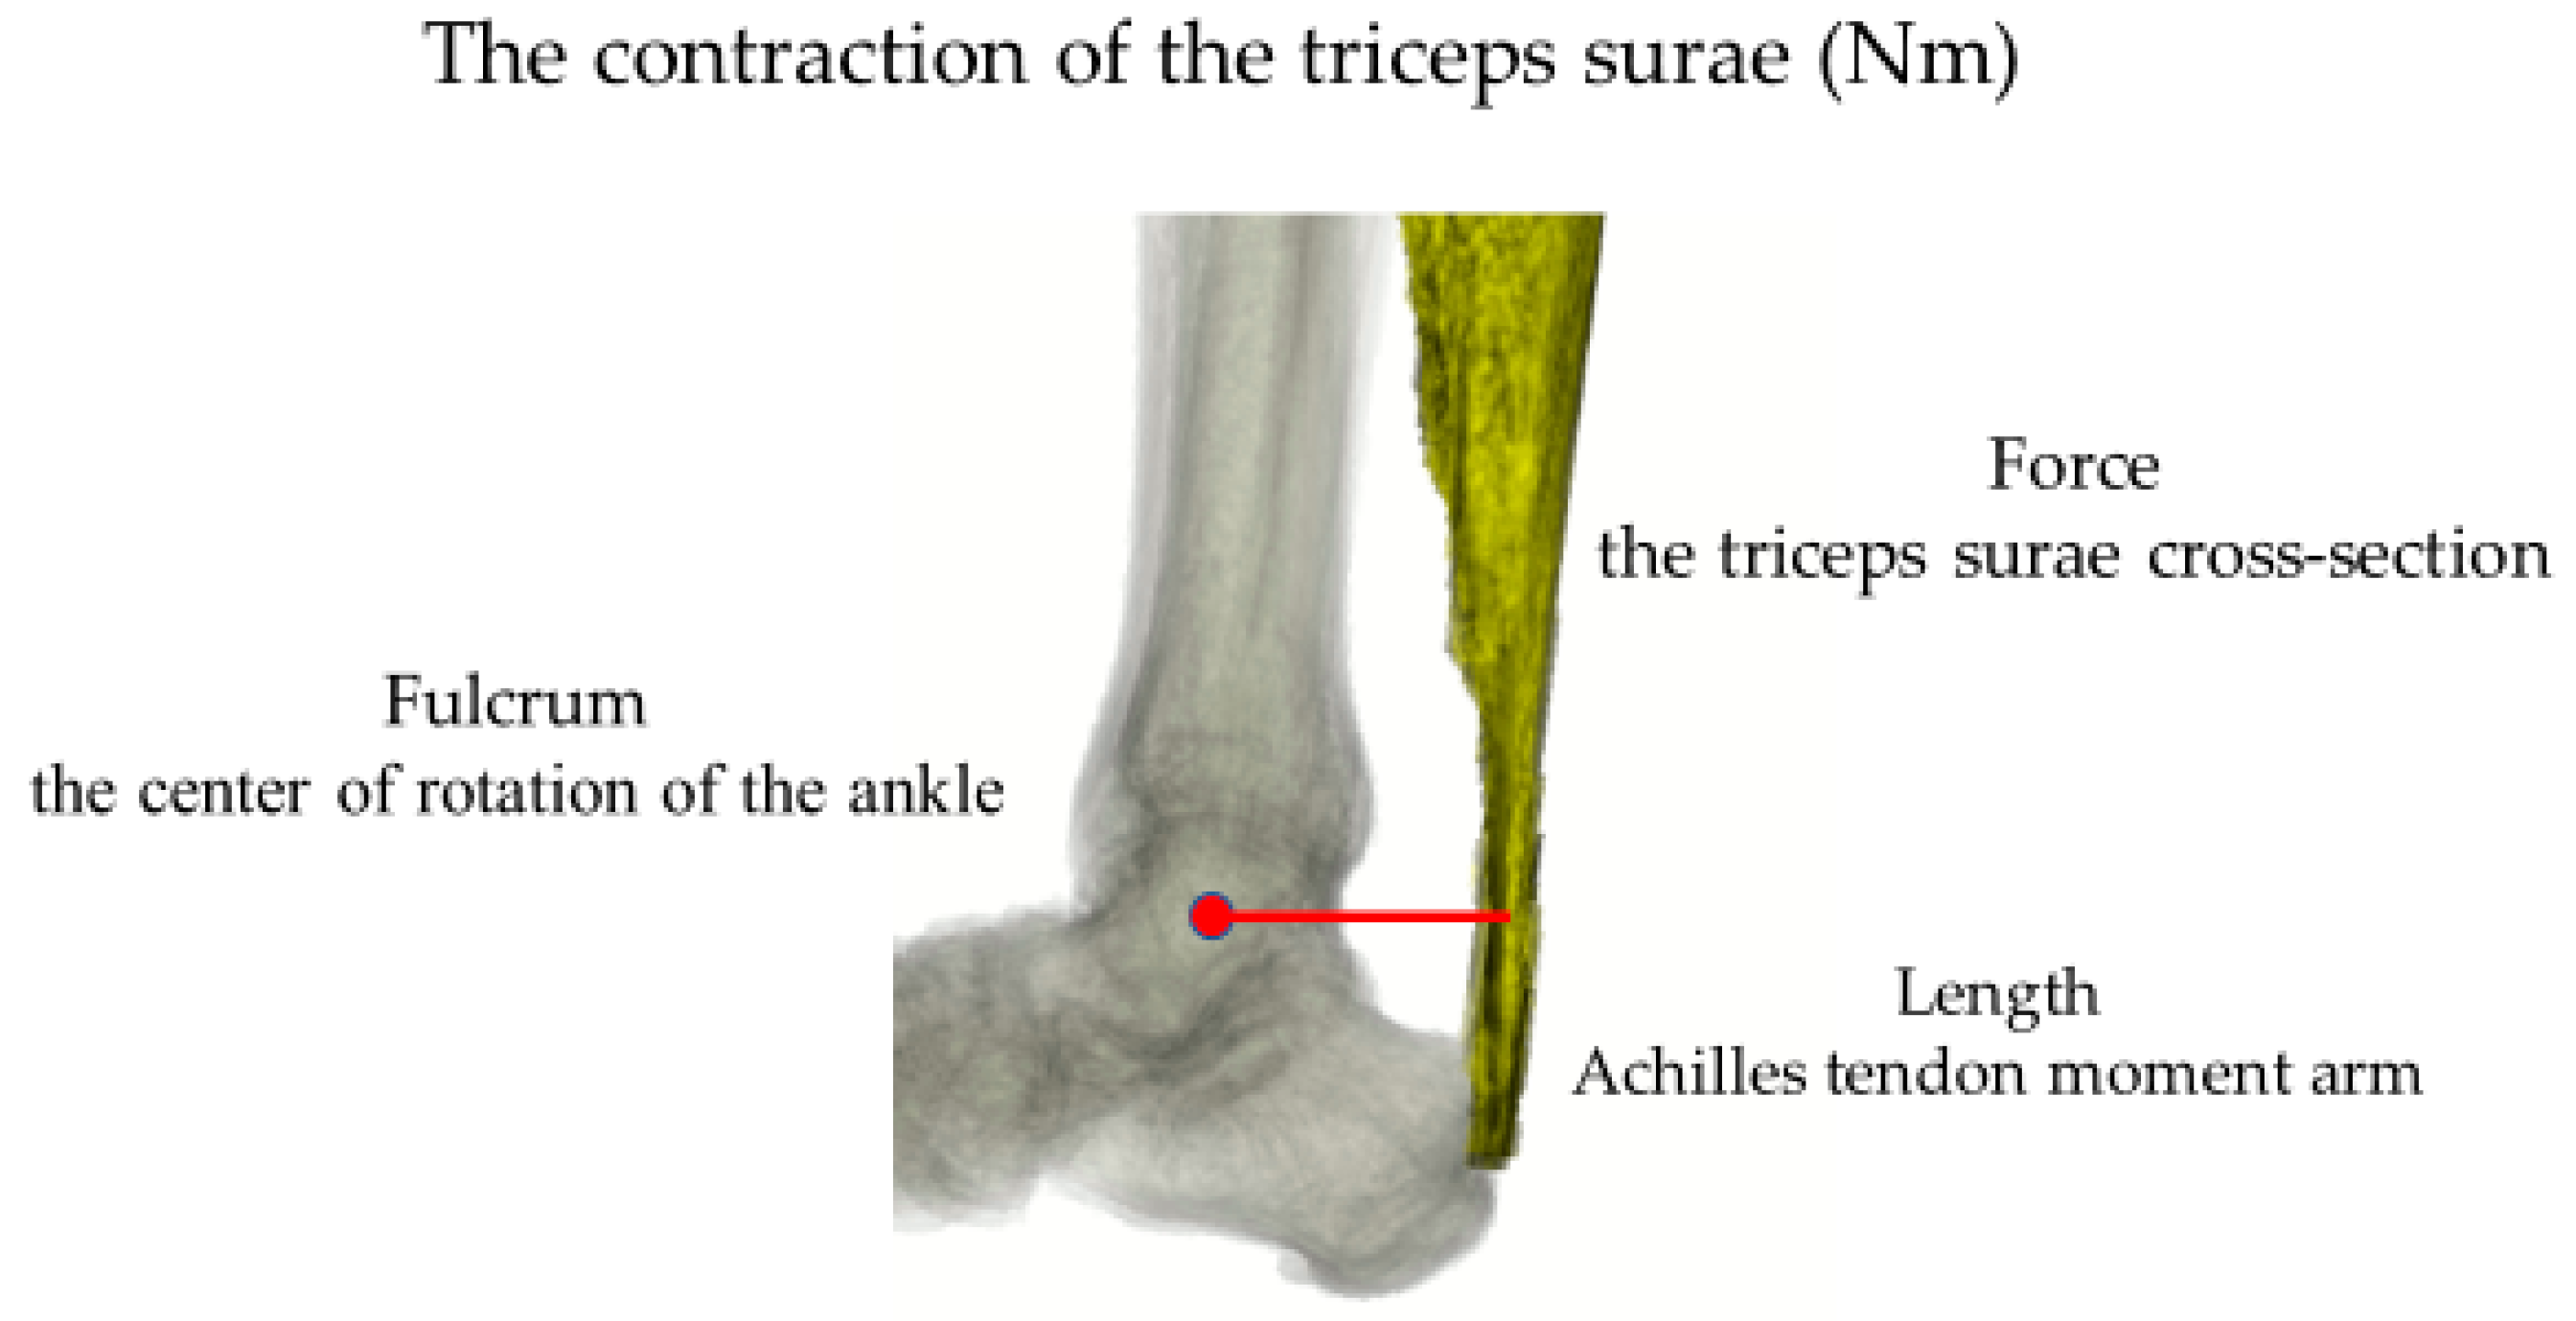 The contraction of the triceps surae (Nm)
Force
the triceps surae cross-section
Fulcrum
the center of rotation of the ankle
Length
Achilles tendon moment arm